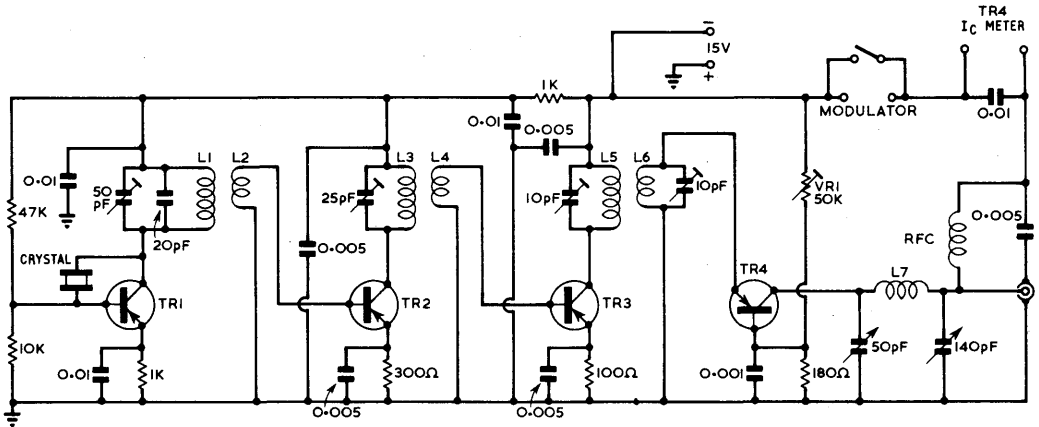 TR4
IC METER
−
15V
+
1K
0·01
0·005
MODULATOR
0·01
0·01
50
pF
20pF
L1
L2
25pF
L3
L4
10pF
L5
L6
10pF
VR1
50K
47K
0·005
0·005
RFC
CRYSTAL
TR1
TR2
TR3
TR4
L7
10K
0·01
1K
300Ω
0·005
100Ω
0·005
0·001
180Ω
50pF
140pF